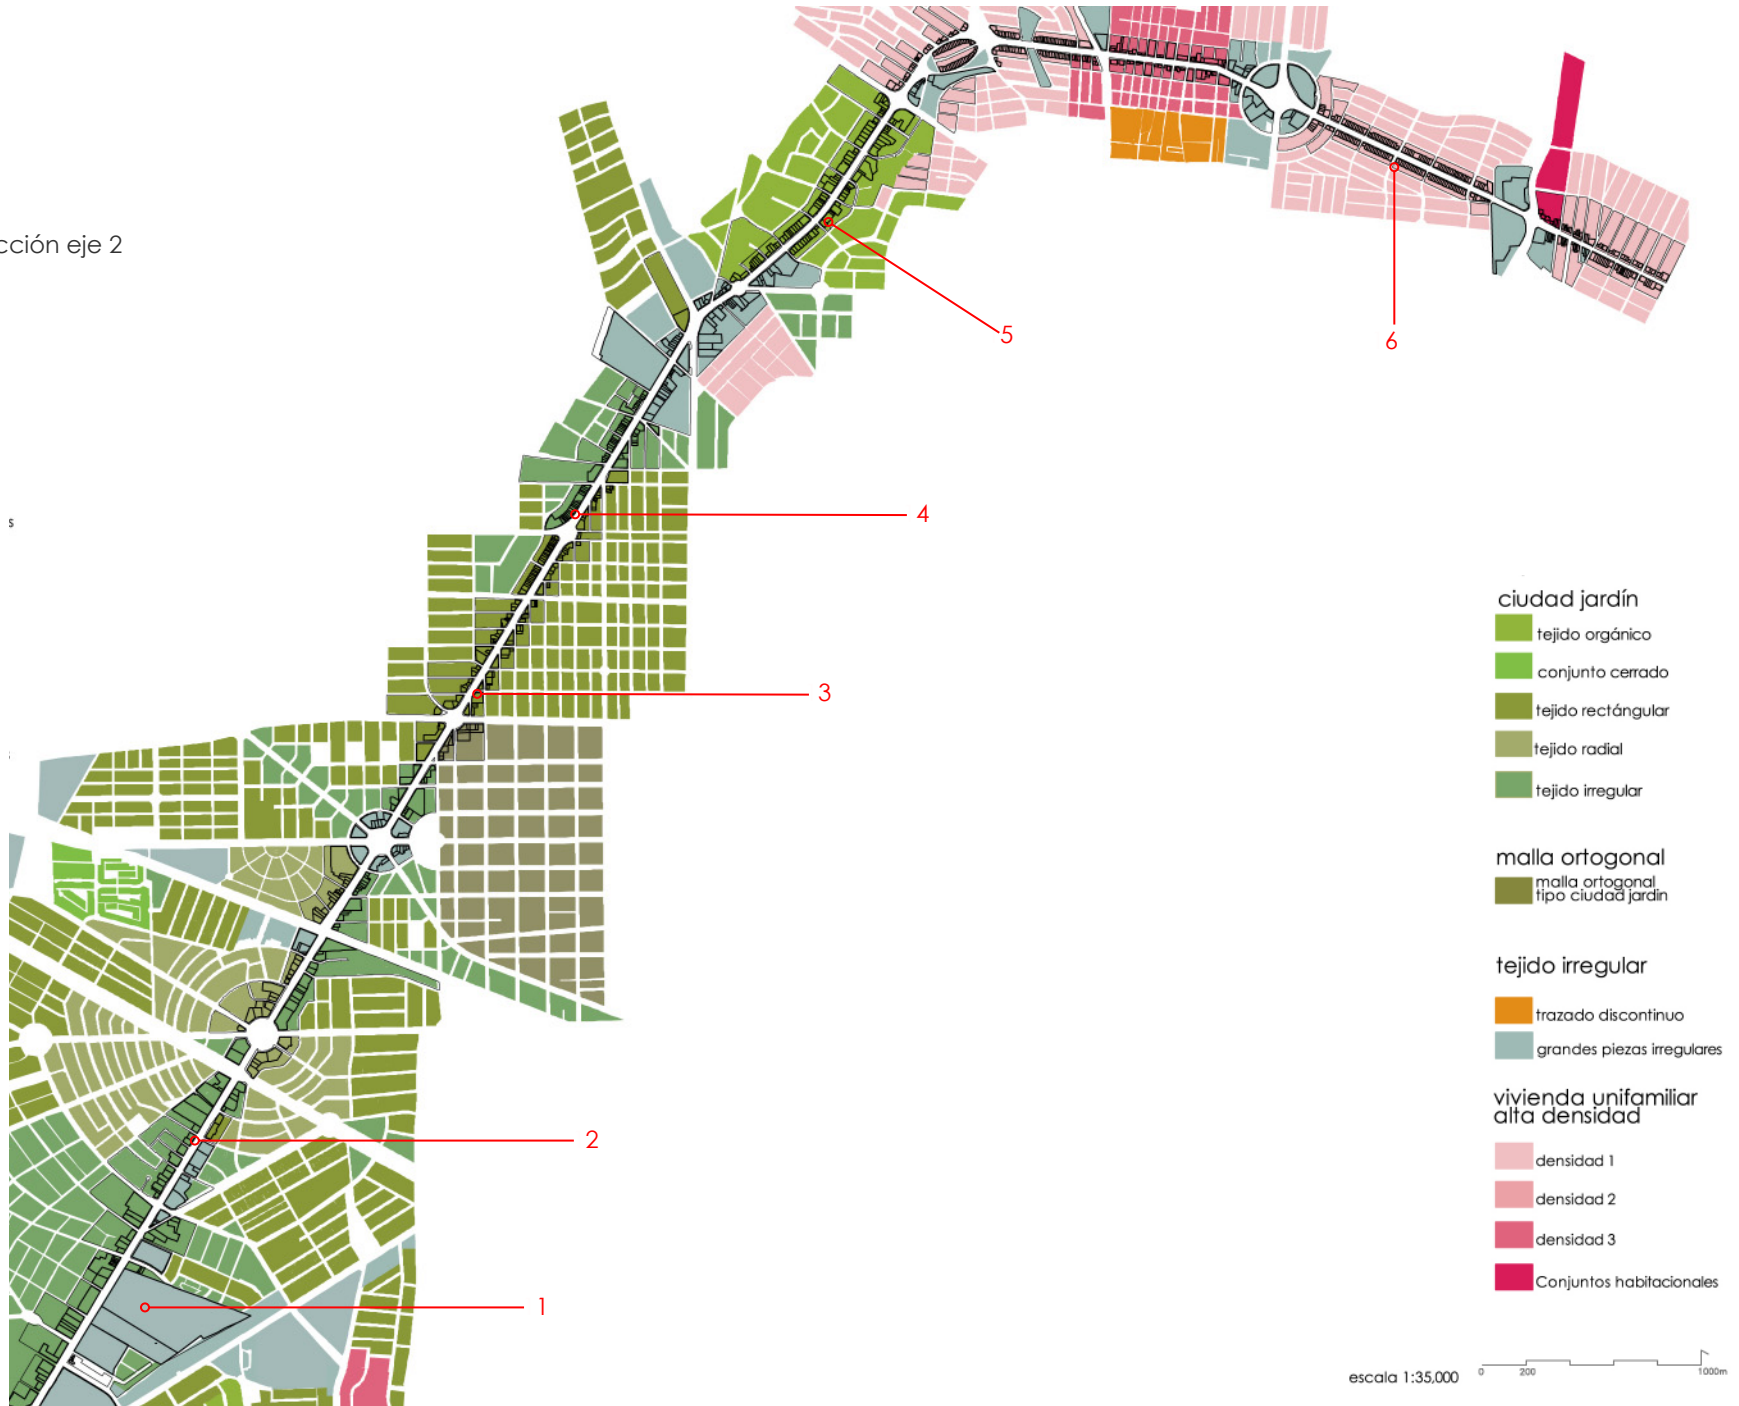 cción eje 2
5
6
s
4
3
2
1
ciudad jardín
tejido orgánico
conjunto cerrado
tejido rectángular
tejido radial
tejido irregular
malla ortogonal
malla ortogonal
tipo ciudad jardin
tejido irregular
trazado discontinuo
grandes piezas irregulares
vivienda unifamiliar
alta densidad
densidad 1
densidad 2
densidad 3
Conjuntos habitacionales
escala 1:35,000
0 200 1000m